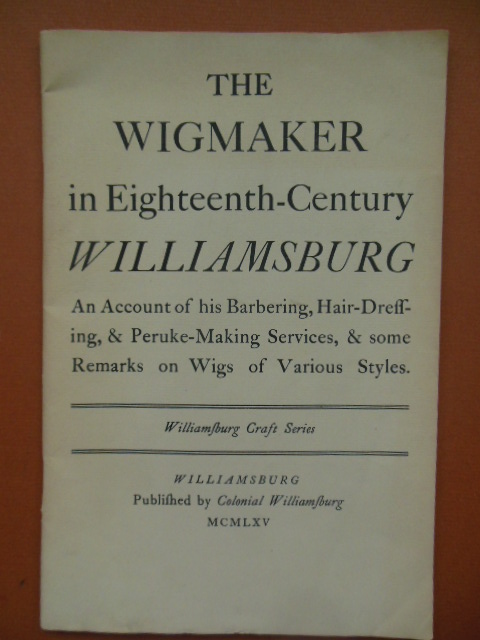 THE
WIGMAKER
in Eighteenth-Century
WILLIAMSBURG
An Account of his Barbering, Hair-Dreſſ-
ing, & Peruke-Making Services, & some
Remarks on Wigs of Various Styles.
Williamſburg Craft Series
WILLIAMSBURG
Publiſhed by Colonial Williamſburg
MCMLXV